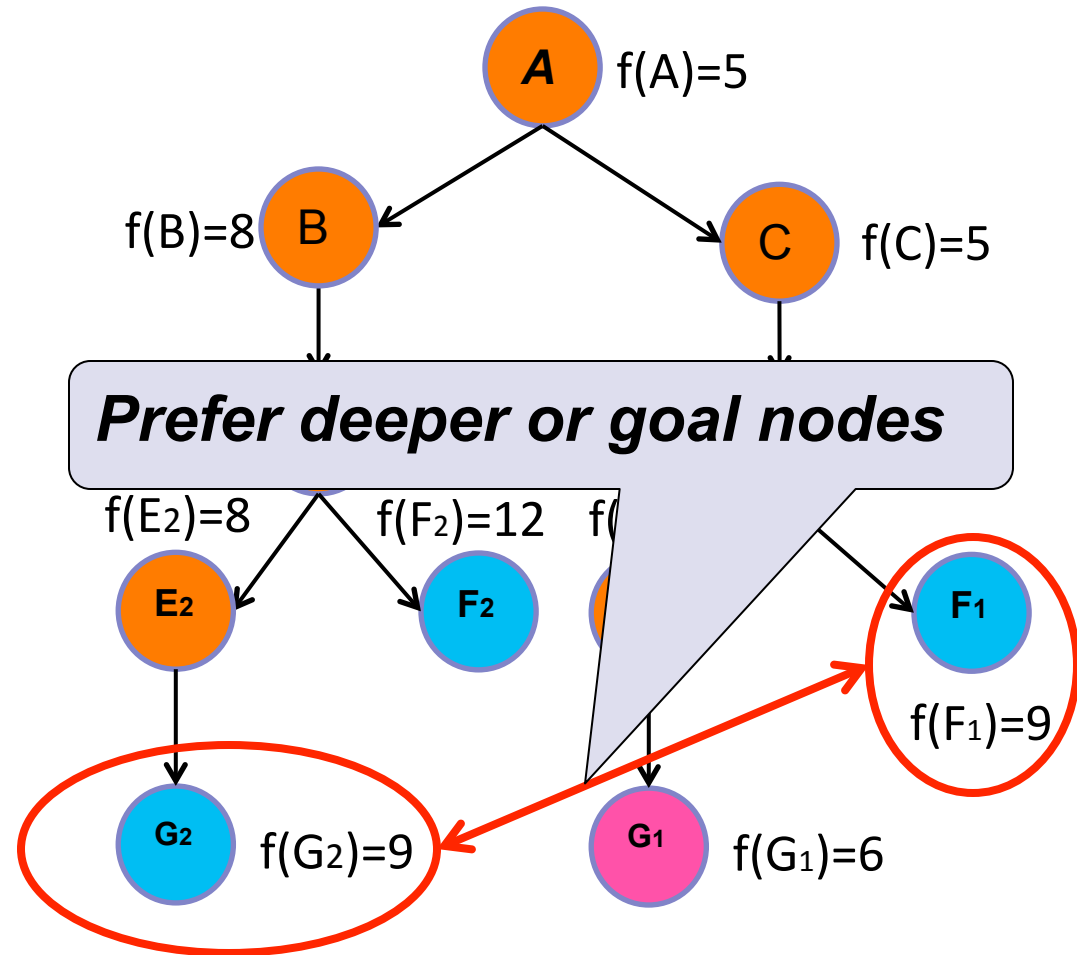 A
f(A)=5
B
f(B)=8
C
f(C)=5
Prefer deeper or goal nodes
f(E2)=8
f(F2)=12
f(
E2
F2
F1
f(F1)=9
G2
f(G2)=9
G1
f(G1)=6